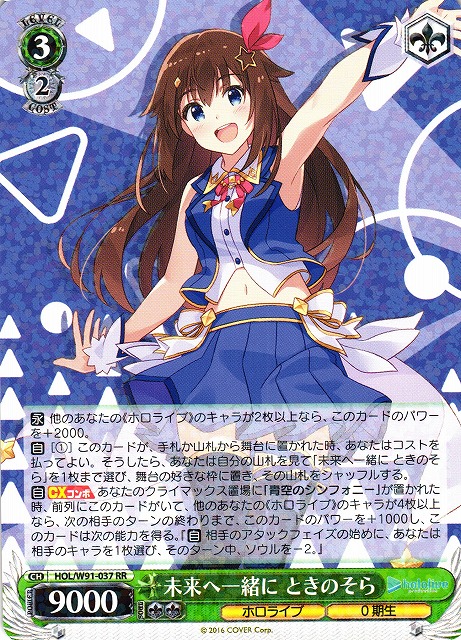 LEVEL
3
2
COST
永 他のあなたの《ホロライブ》のキャラが2枚以上なら、このカードのパワー
を+2000。
自 [①] このカードが、手札か山札から舞台に置かれた時、あなたはコストを
払ってよい。そうしたら、あなたは自分の山札を見て「未来へ一緒に ときのそ
ら」を1枚まで選び、舞台の好きな枠に置き、その山札をシャッフルする。
自 CXコンボ あなたのクライマックス置場に「青空のシンフォニー」が置かれた
時、前列にこのカードがいて、他のあなたの《ホロライブ》のキャラが4枚以上
なら、次の相手のターンの終わりまで、このカードのパワーを+1000し、こ
のカードは次の能力を得る。『自 相手のアタックフェイズの始めに、あなたは
相手のキャラを1枚選び、そのターン中、ソウルを-2。』
CH HOL/W91-037 RR
未来へ一緒に ときのそら
hololive
POWER
9000
SOUL
ホロライブ
0期生
© 2016 COVER Corp.